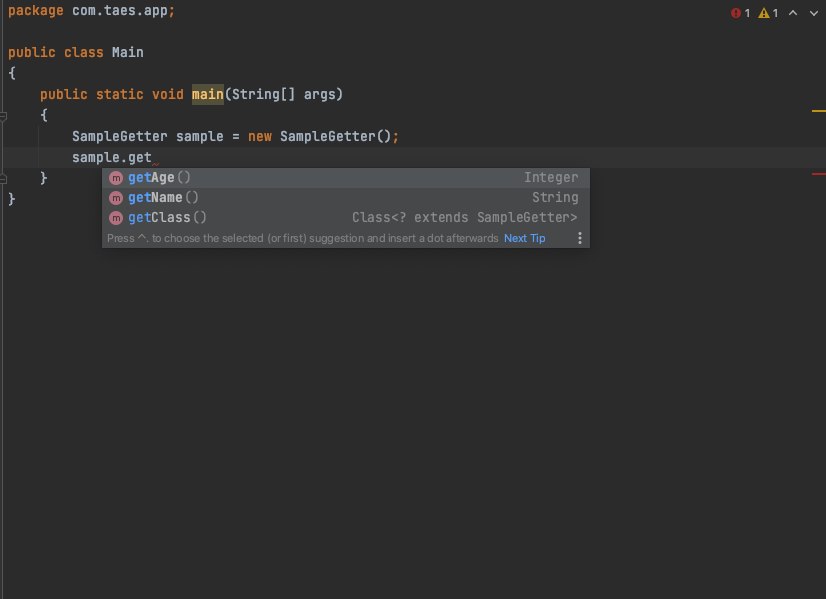 package com.taes.app;
1 1
public class Main
{
public static void main(String[] args)
{
SampleGetter sample = new SampleGetter();
sample.get
}
}
m getAge() Integer
m getName() String
m getClass() Class<? extends SampleGetter>
Press ^. to choose the selected (or first) suggestion and insert a dot afterwards Next Tip